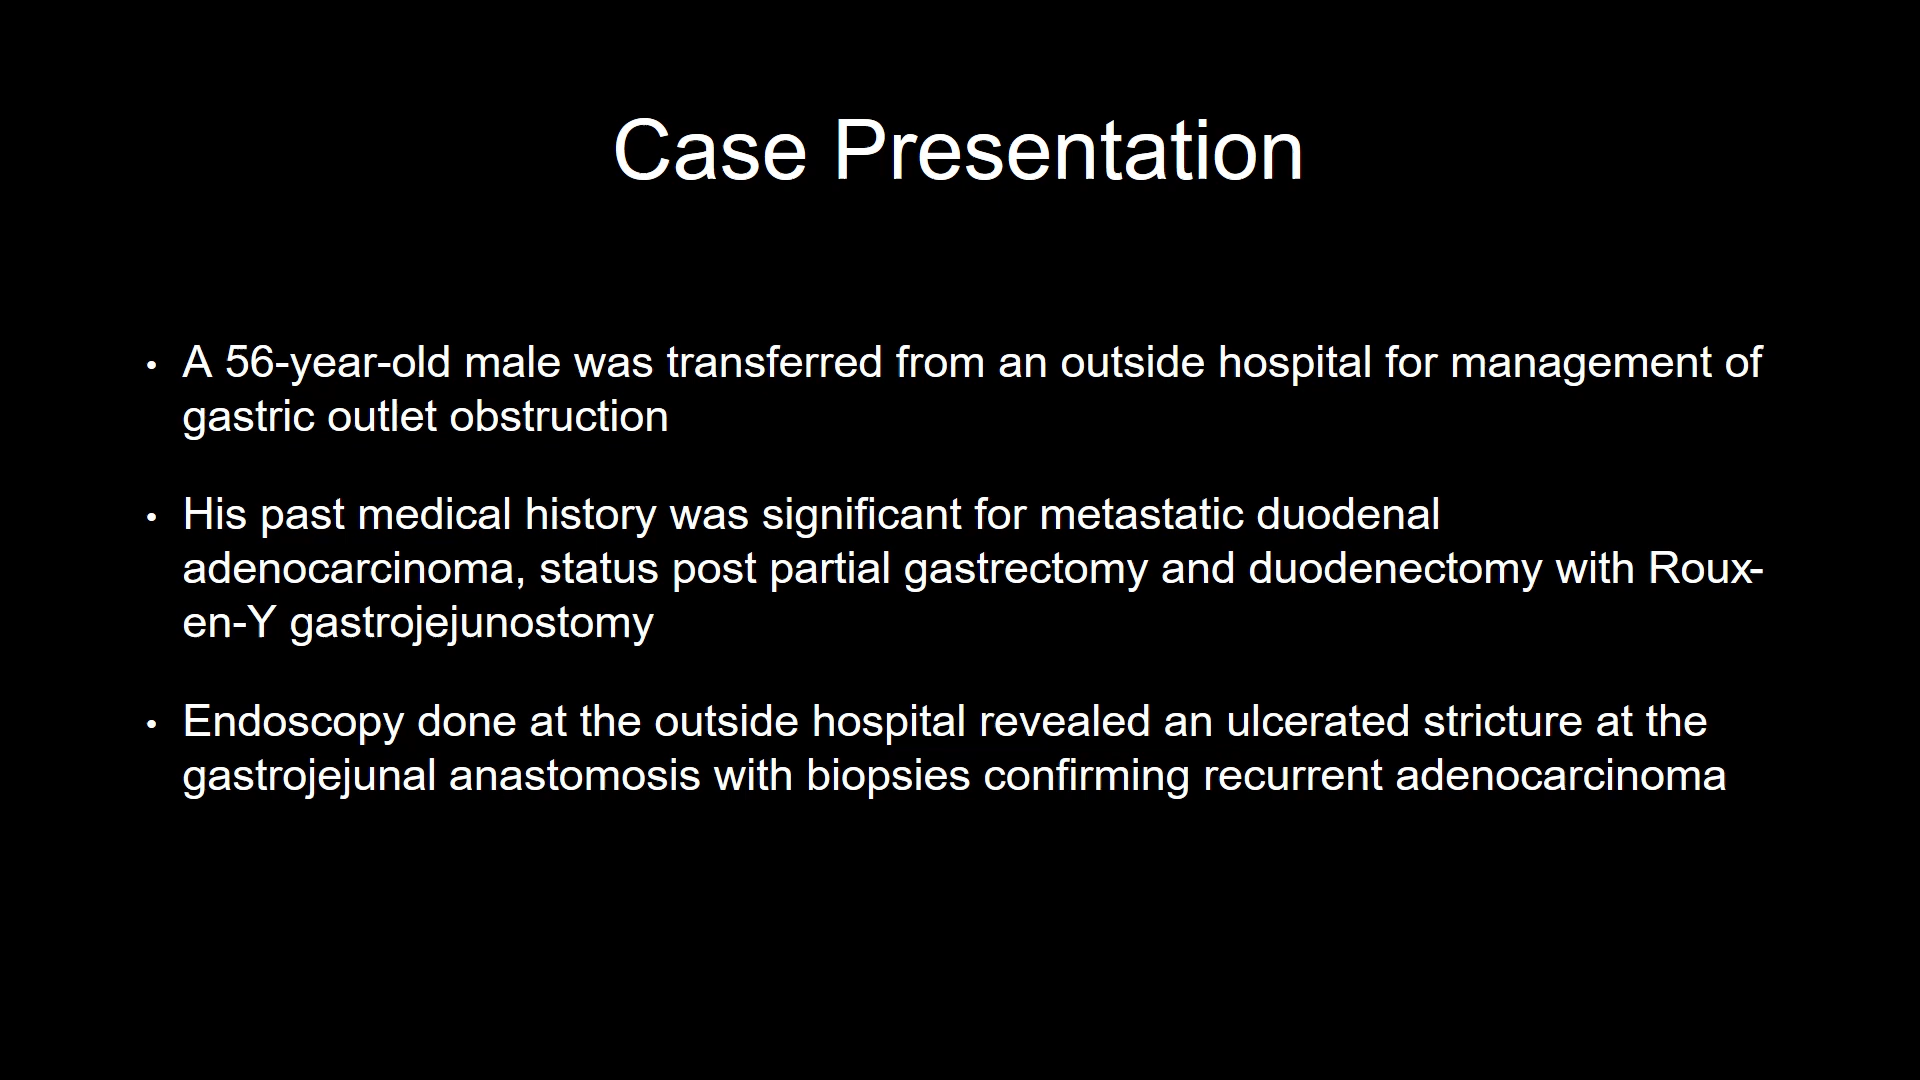 Case Presentation
• A 56-year-old male was transferred from an outside hospital for management of
gastric outlet obstruction
• His past medical history was significant for metastatic duodenal
adenocarcinoma, status post partial gastrectomy and duodenectomy with Roux-
en-Y gastrojejunostomy
• Endoscopy done at the outside hospital revealed an ulcerated stricture at the
gastrojejunal anastomosis with biopsies confirming recurrent adenocarcinoma